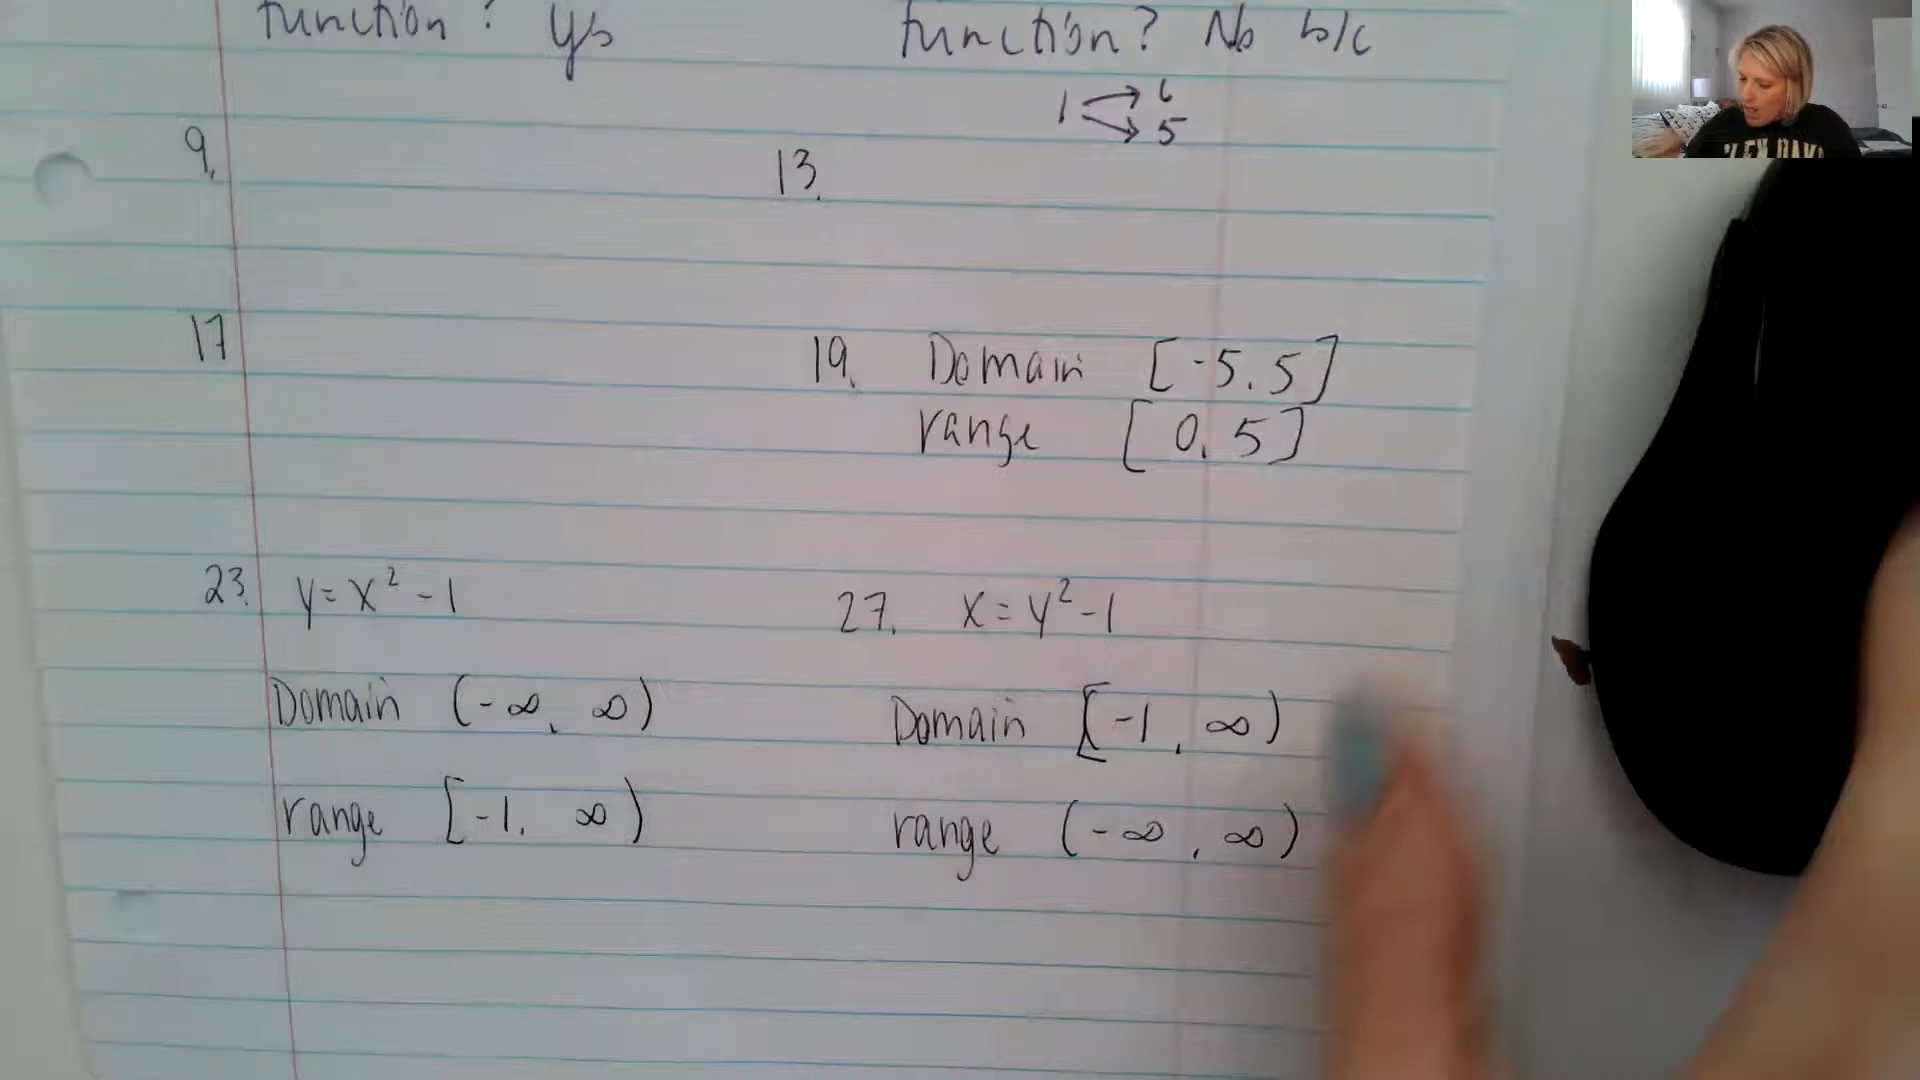 function? yes
function? No b/c
1 → 6
→ 5
9.
13.
17
19. Domain [-5, 5]
range [0, 5]
23. y = x² - 1
Domain (-∞, ∞)
range [-1, ∞)
27. x = y² - 1
Domain [-1, ∞)
range (-∞, ∞)